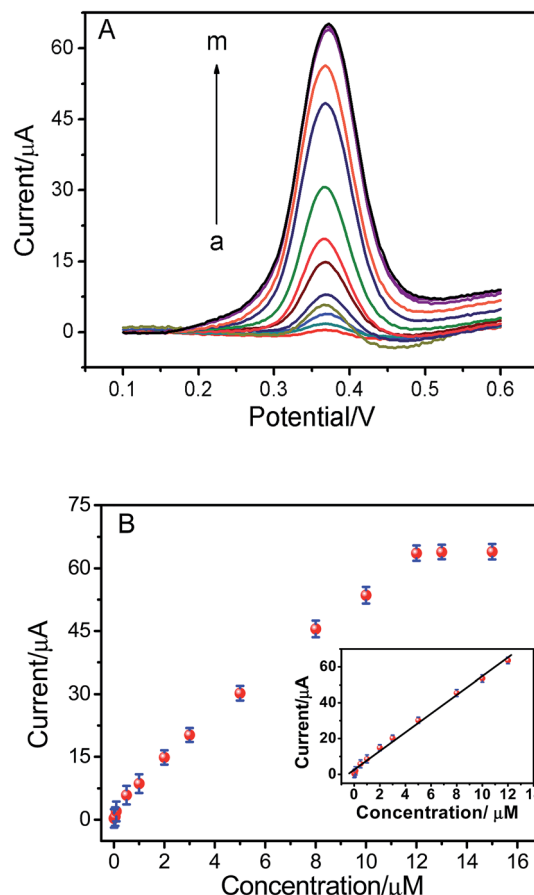 A
m
a
Current/μA
60
45
30
15
0
0.1 0.2 0.3 0.4 0.5 0.6
Potential/V
B
Current/μA
75
60
45
30
15
0
0 2 4 6 8 10 12 14 16
Concentration/μM
Current/μA
60
40
20
0
0 2 4 6 8 10 12 14
Concentration/ μM